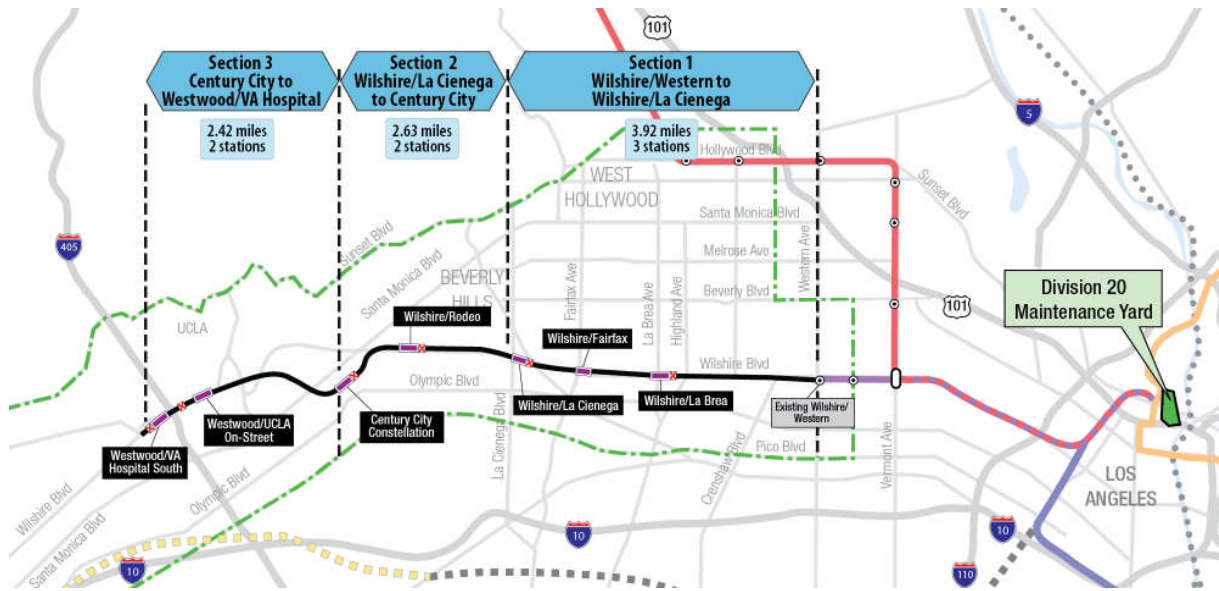 101
Section 3
Century City to
Westwood/VA Hospital
Section 2
Wilshire/La Cienega
to Century City
Section 1
Wilshire/Western to
Wilshire/La Cienega
5
2.42 miles
2 stations
2.63 miles
2 stations
3.92 miles
3 stations
Hollywood Blvd
WEST
HOLLYWOOD
Sunset Blvd
Santa Monica Blvd
405
Sunset Blvd
Santa Monica Blvd
Melrose Ave
Western Ave
BEVERLY
HILLS
Fairfax Ave
La Brea Ave
Highland Ave
Beverly Blvd
101
Division 20
Maintenance Yard
UCLA
Wilshire/Rodeo
Wilshire/Fairfax
Wilshire Blvd
Olympic Blvd
Wilshire/La Cienega
Wilshire/La Brea
Existing Wilshire/
Western
Westwood/UCLA
On-Street
Century City
Constellation
Westwood/VA
Hospital South
La Cienega Blvd
Crenshaw Blvd
Pico Blvd
Vermont Ave
LOS
ANGELES
Wilshire Blvd
Olympic Blvd
Santa Monica Blvd
10
10
10
110